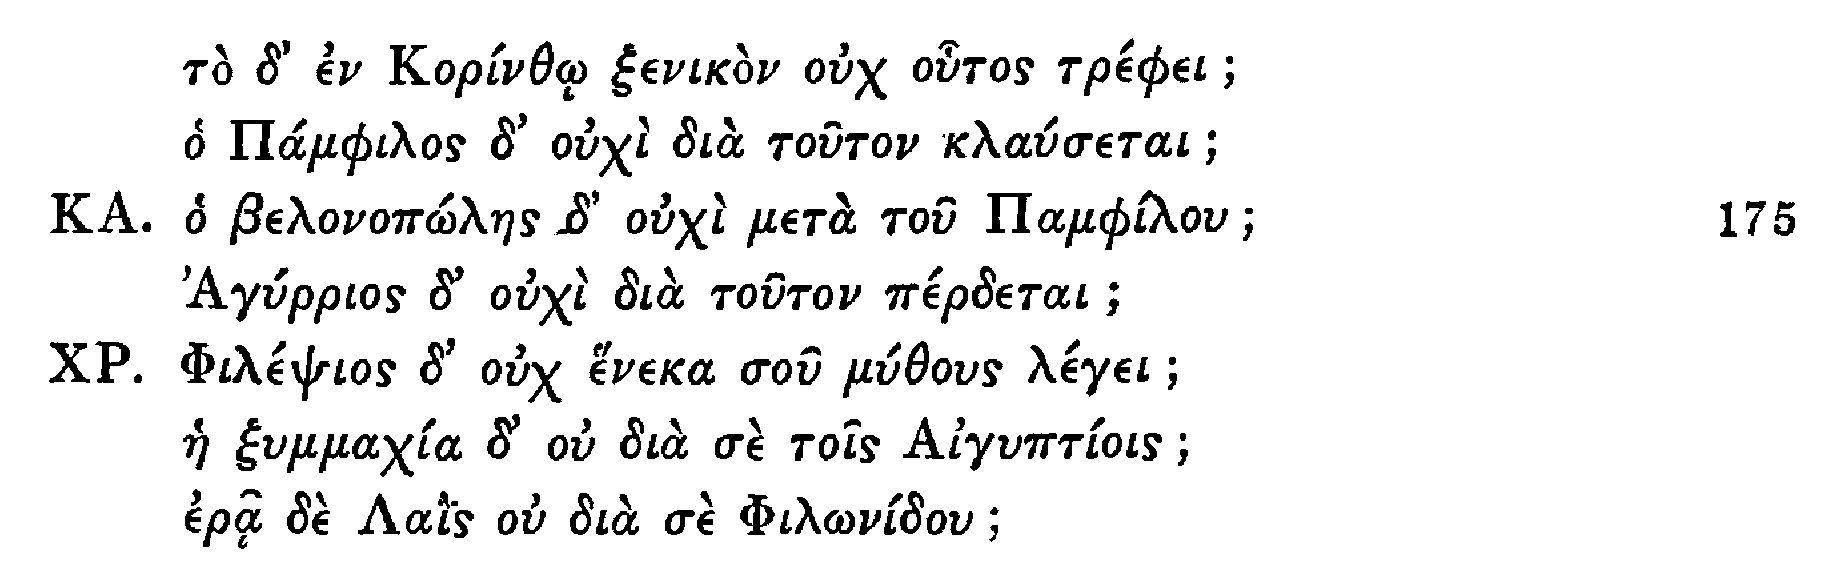 τὸ δ’ ἐν Κορίνθῳ ξενικὸν οὐχ οὗτος τρέφει ;
ὁ Πάμφιλος δ’ οὐχὶ διὰ τοῦτον κλαύσεται ;
ΚΑ. ὁ βελονοπώλης δ’ οὐχὶ μετὰ τοῦ Παμφίλου ; 175
Ἀγύρριος δ’ οὐχὶ διὰ τοῦτον πέρδεται ;
ΧΡ. Φιλέψιος δ’ οὐχ ἕνεκα σοῦ μύθους λέγει ;
ἡ ξυμμαχία δ’ οὐ διὰ σὲ τοῖς Αἰγυπτίοις ;
ἐρᾷ δὲ Λαῒς οὐ διὰ σὲ Φιλωνίδου ;